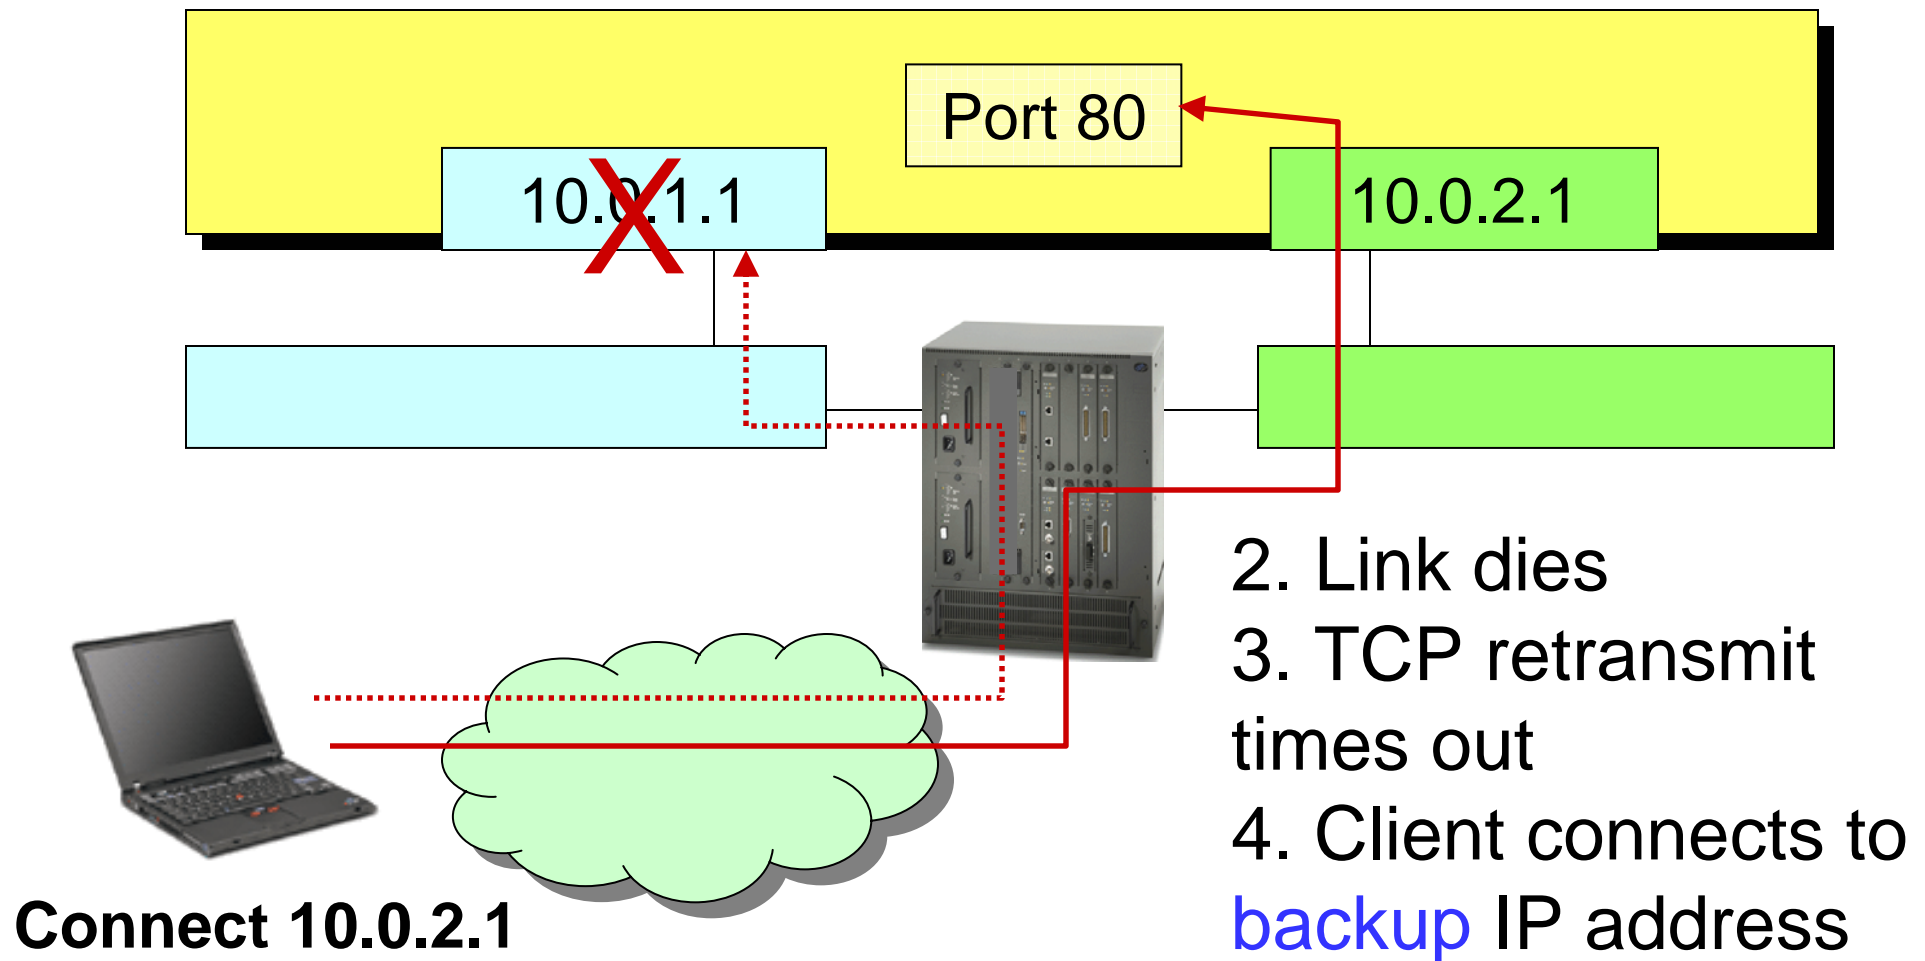 Port 80
10.0.1.1
X
10.0.2.1
2. Link dies
3. TCP retransmit
times out
4. Client connects to
backup IP address
Connect 10.0.2.1